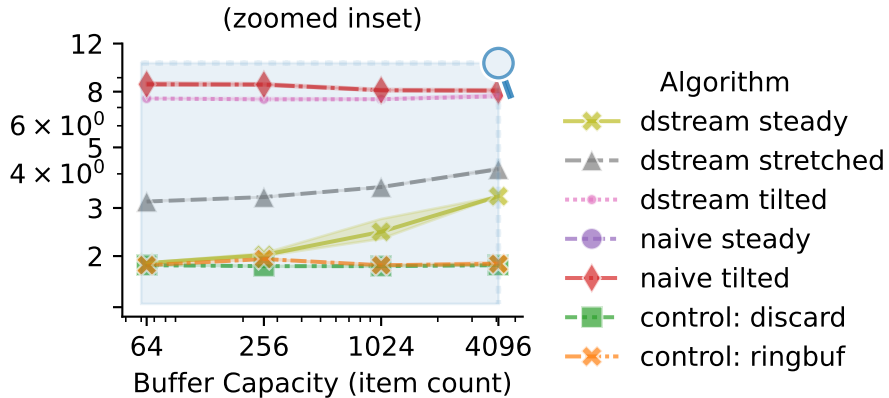 (zoomed inset)
12
8
6 × 10⁰
5
4 × 10⁰
3
2
64 256 1024 4096
Buffer Capacity (item count)
Algorithm
dstream steady
dstream stretched
dstream tilted
naive steady
naive tilted
control: discard
control: ringbuf